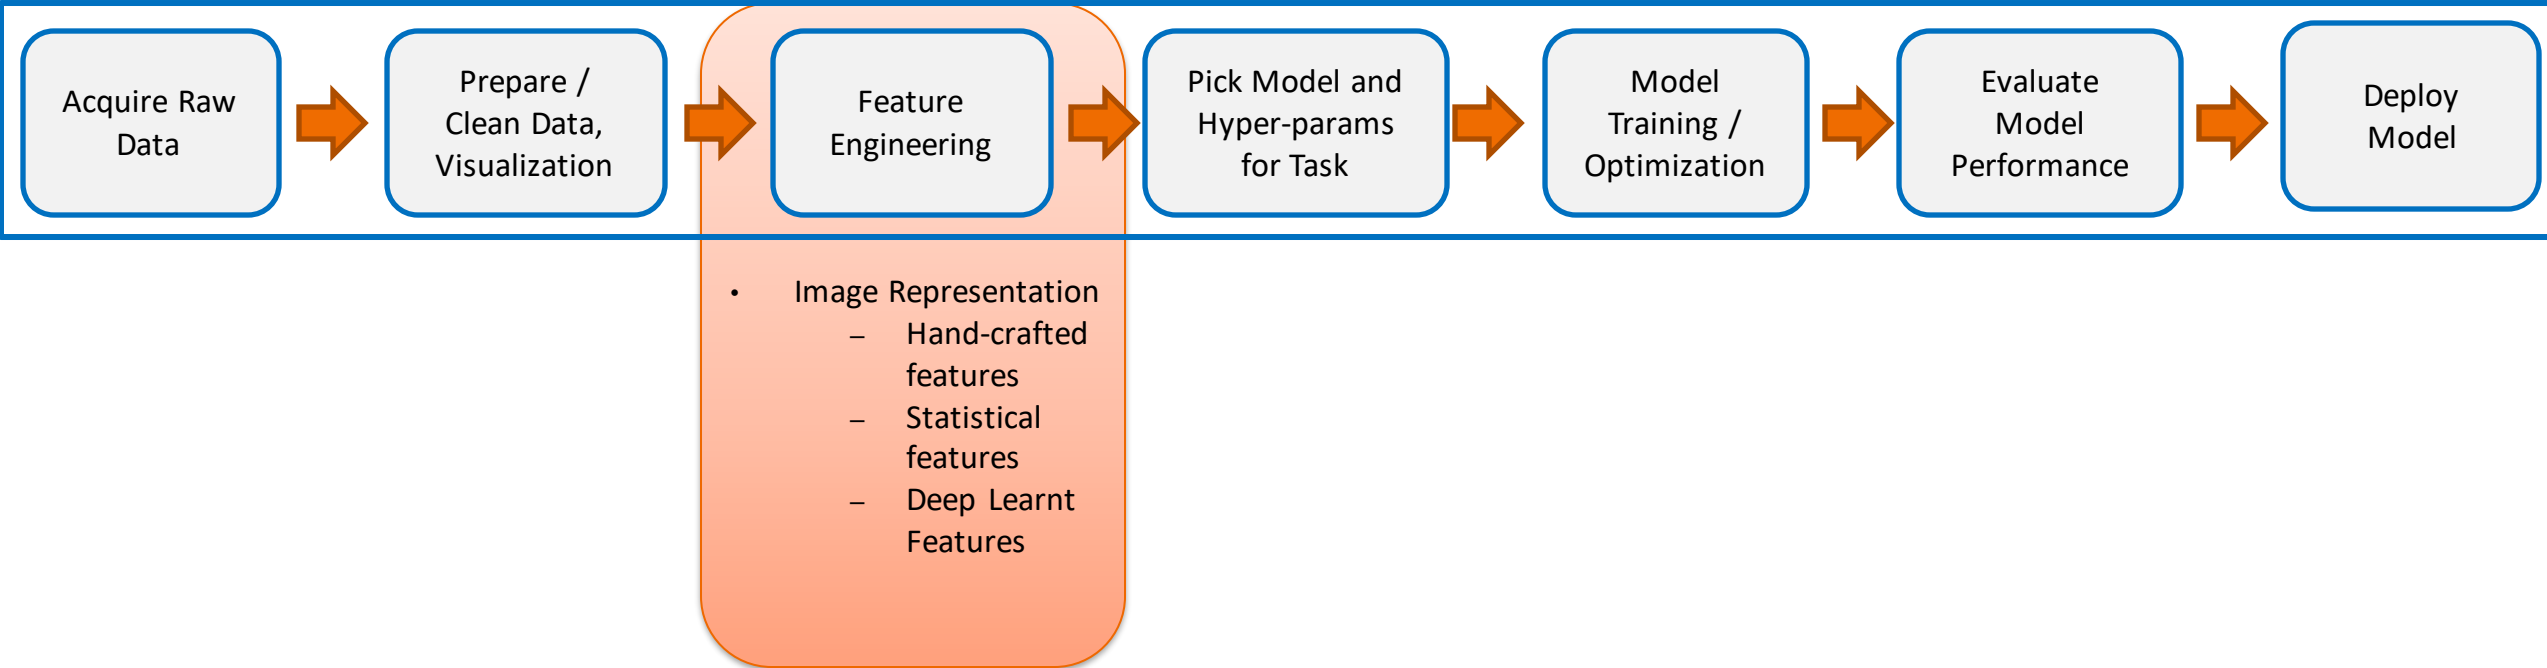 Acquire Raw
Data
Prepare /
Clean Data,
Visualization
Feature
Engineering
Pick Model and
Hyper-params
for Task
Model
Training /
Optimization
Evaluate
Model
Performance
Deploy
Model
• Image Representation
– Hand-crafted
features
– Statistical
features
– Deep Learnt
Features